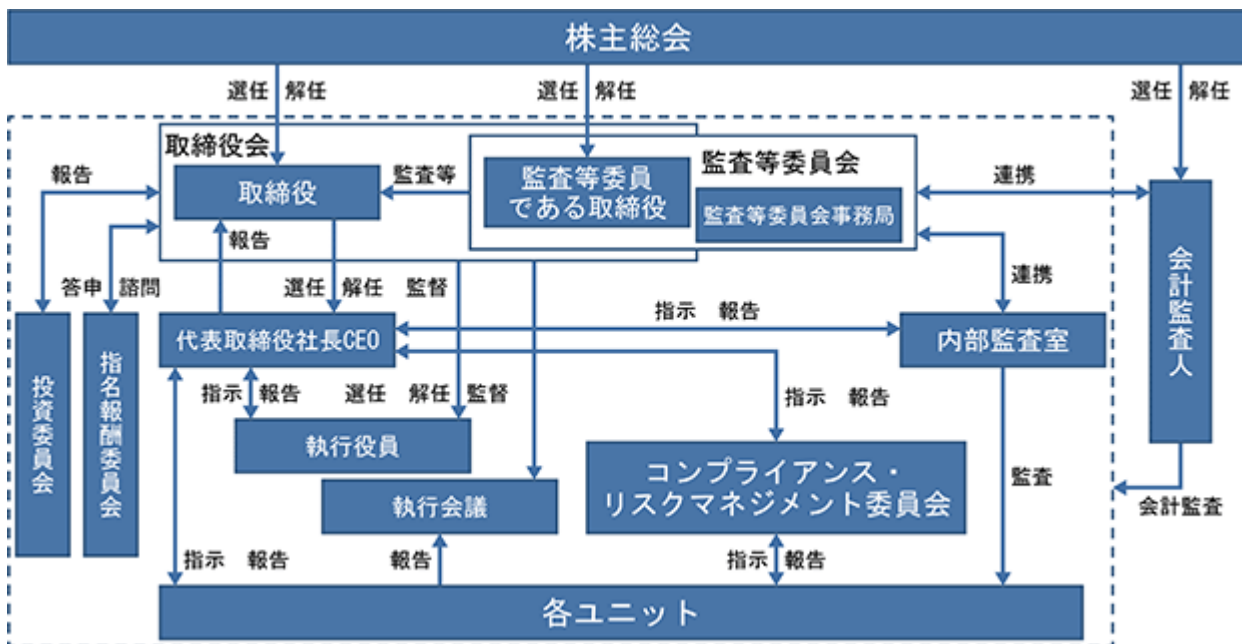 株主総会
選任 解任
選任 解任
選任 解任
取締役会
監査等委員会
報告
取締役
監査等
監査等委員
である取締役
監査等委員会事務局
連携
会計監査人
報告
連携
答申 諮問
選任 解任 監督
指示 報告
代表取締役社長CEO
内部監査室
投資委員会
指名報酬委員会
指示 報告
選任 解任 監督
指示 報告
執行役員
コンプライアンス・
リスクマネジメント委員会
監査
執行会議
会計監査
指示 報告
報告
指示 報告
各ユニット